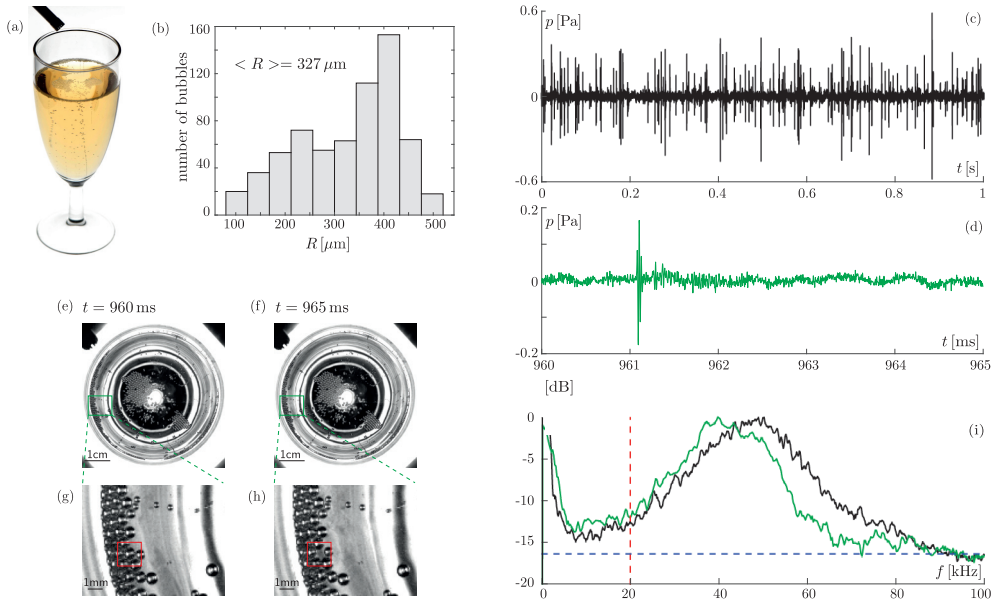 (a)
(b)
number of bubbles
160
120
80
40
0
< R >= 327 μm
100
200
300
400
500
R [μm]
(c)
p [Pa]
0.6
0
-0.6
0
0.2
0.4
0.6
0.8
1
t [s]
(d)
p [Pa]
0.2
0
-0.2
960
961
962
963
964
965
t [ms]
(e) t = 960 ms
(f) t = 965 ms
1cm
1cm
(g)
(h)
1mm
1mm
[dB]
(i)
0
-5
-10
-15
-20
0
20
40
60
80
100
f [kHz]